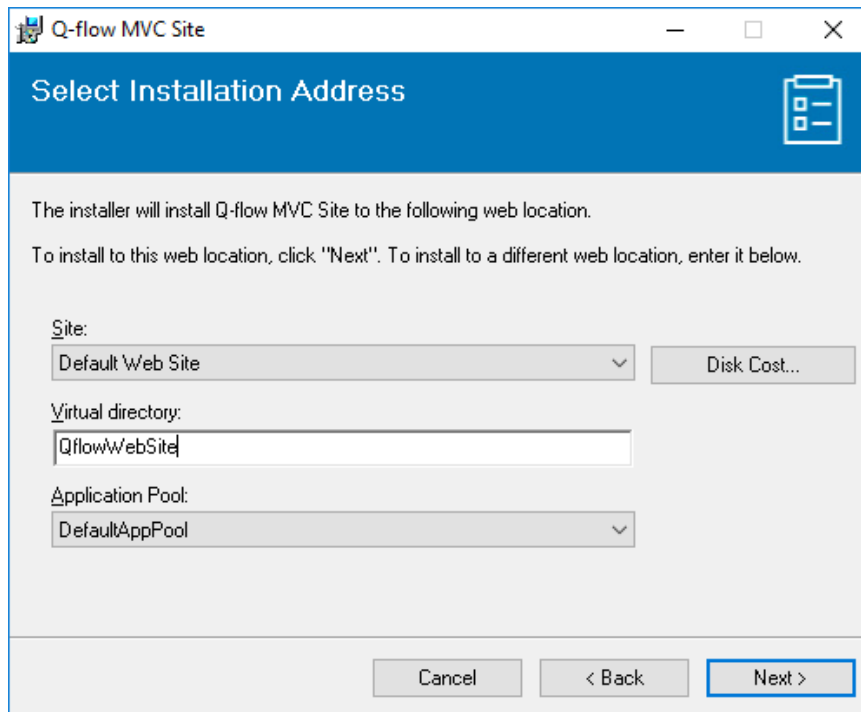 Q-flow MVC Site
Select Installation Address
The installer will install Q-flow MVC Site to the following web location.
To install to this web location, click "Next". To install to a different web location, enter it below.
Site:
Default Web Site
Disk Cost...
Virtual directory:
QflowWebSite
Application Pool:
DefaultAppPool
Cancel
< Back
Next >